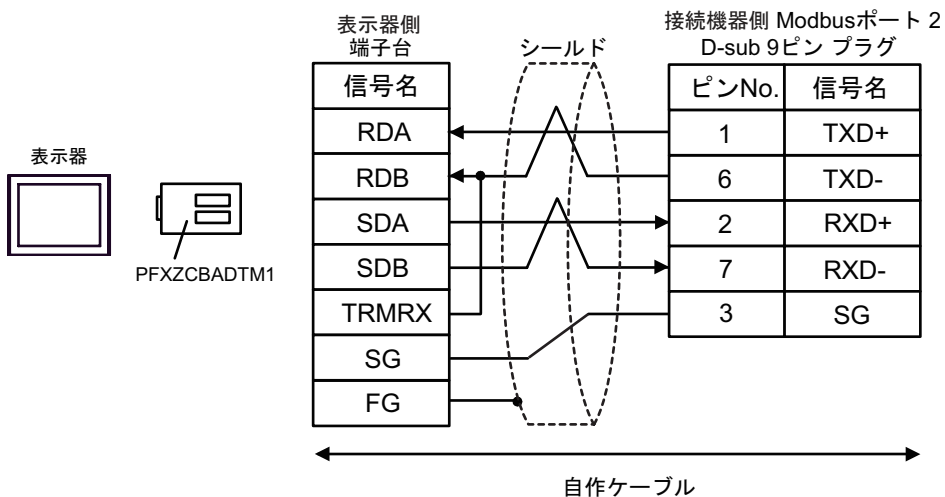 表示器
PFXZCBADTM1
表示器側
端子台
信号名
RDA
RDB
SDA
SDB
TRMRX
SG
FG
シールド
接続機器側 Modbusポート 2
D-sub 9ピン プラグ
ピンNo. 信号名
1 TXD+
6 TXD-
2 RXD+
7 RXD-
3 SG
自作ケーブル